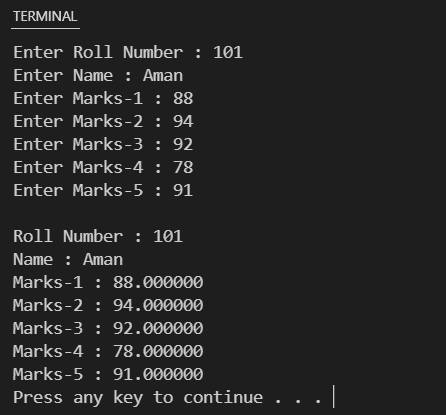 TERMINAL
Enter Roll Number : 101
Enter Name : Aman
Enter Marks-1 : 88
Enter Marks-2 : 94
Enter Marks-3 : 92
Enter Marks-4 : 78
Enter Marks-5 : 91
Roll Number : 101
Name : Aman
Marks-1 : 88.000000
Marks-2 : 94.000000
Marks-3 : 92.000000
Marks-4 : 78.000000
Marks-5 : 91.000000
Press any key to continue . . .